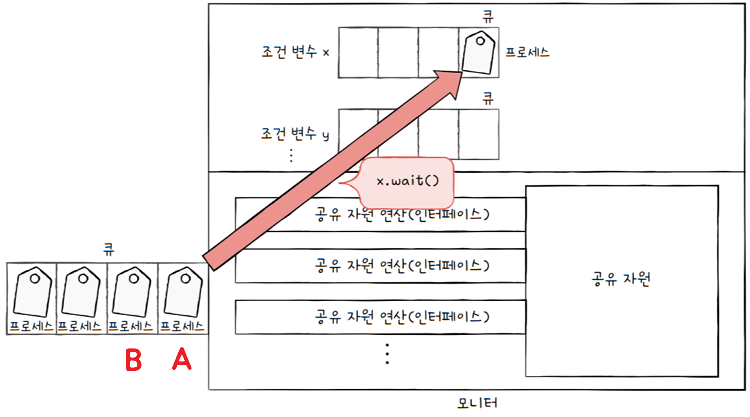 큐
조건 변수 x
프로세스
큐
조건 변수 y
⋮
x.wait()
공유 자원 연산(인터페이스)
큐
공유 자원 연산(인터페이스)
공유 자원
공유 자원 연산(인터페이스)
프로세스 프로세스 프로세스 프로세스
⋮
B A
모니터